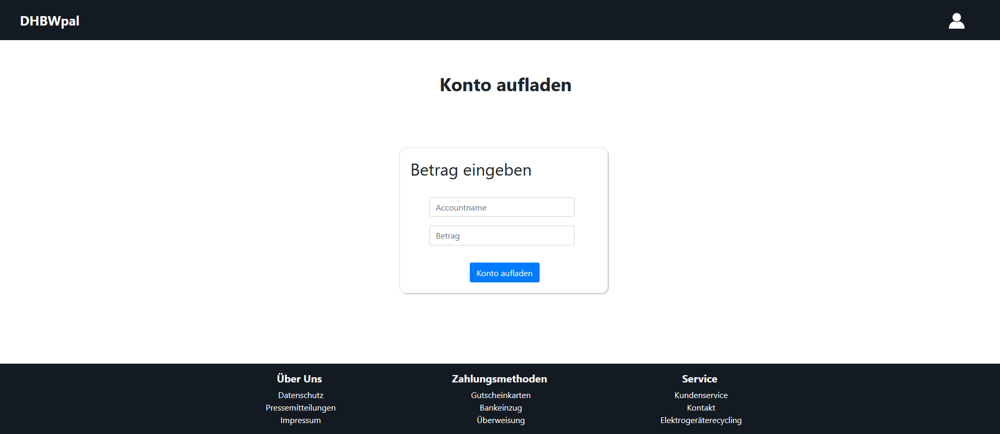 DHBWpal
Konto aufladen
Betrag eingeben
Accountname
Betrag
Konto aufladen
Über Uns
Datenschutz
Pressemitteilungen
Impressum
Zahlungsmethoden
Gutscheinkarten
Bankeinzug
Überweisung
Service
Kundenservice
Kontakt
Elektrogeräterecycling